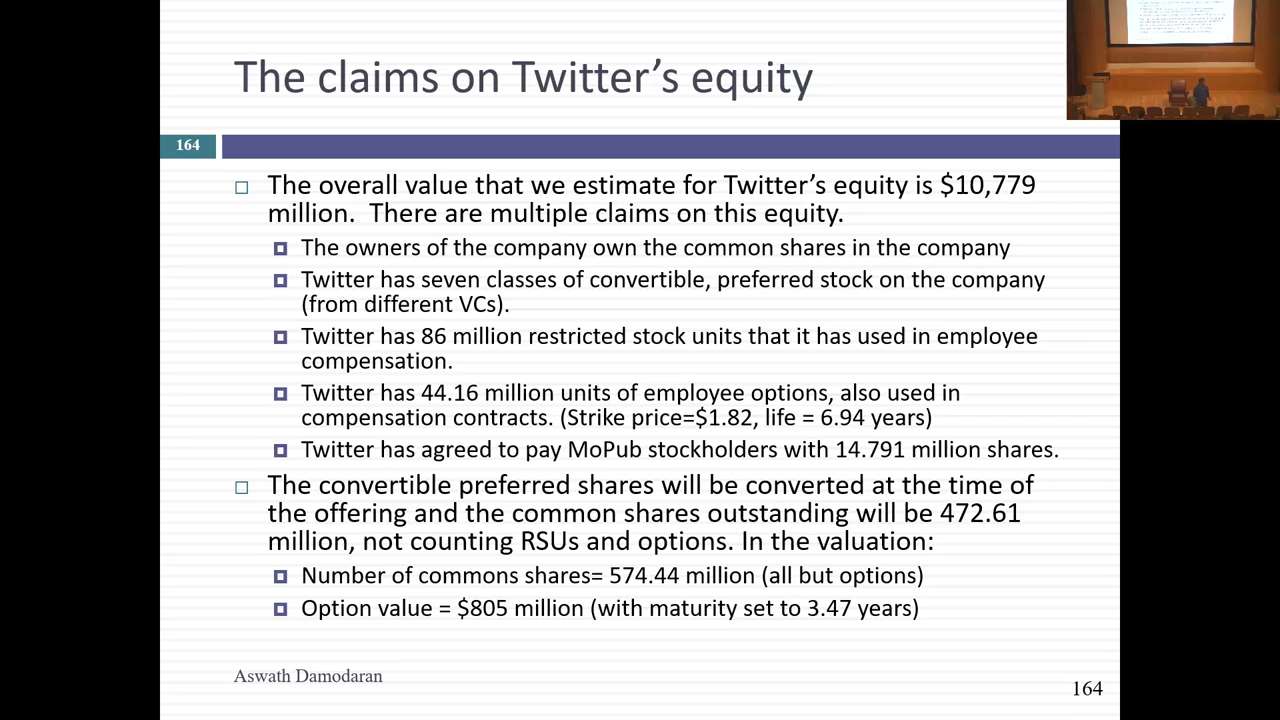 The claims on Twitter’s equity
164
The overall value that we estimate for Twitter’s equity is $10,779
million.  There are multiple claims on this equity.
The owners of the company own the common shares in the company
Twitter has seven classes of convertible, preferred stock on the company
(from different VCs).
Twitter has 86 million restricted stock units that it has used in employee
compensation.
Twitter has 44.16 million units of employee options, also used in
compensation contracts. (Strike price=$1.82, life = 6.94 years)
Twitter has agreed to pay MoPub stockholders with 14.791 million shares.
The convertible preferred shares will be converted at the time of
the offering and the common shares outstanding will be 472.61
million, not counting RSUs and options. In the valuation:
Number of commons shares= 574.44 million (all but options)
Option value = $805 million (with maturity set to 3.47 years)
Aswath Damodaran
164